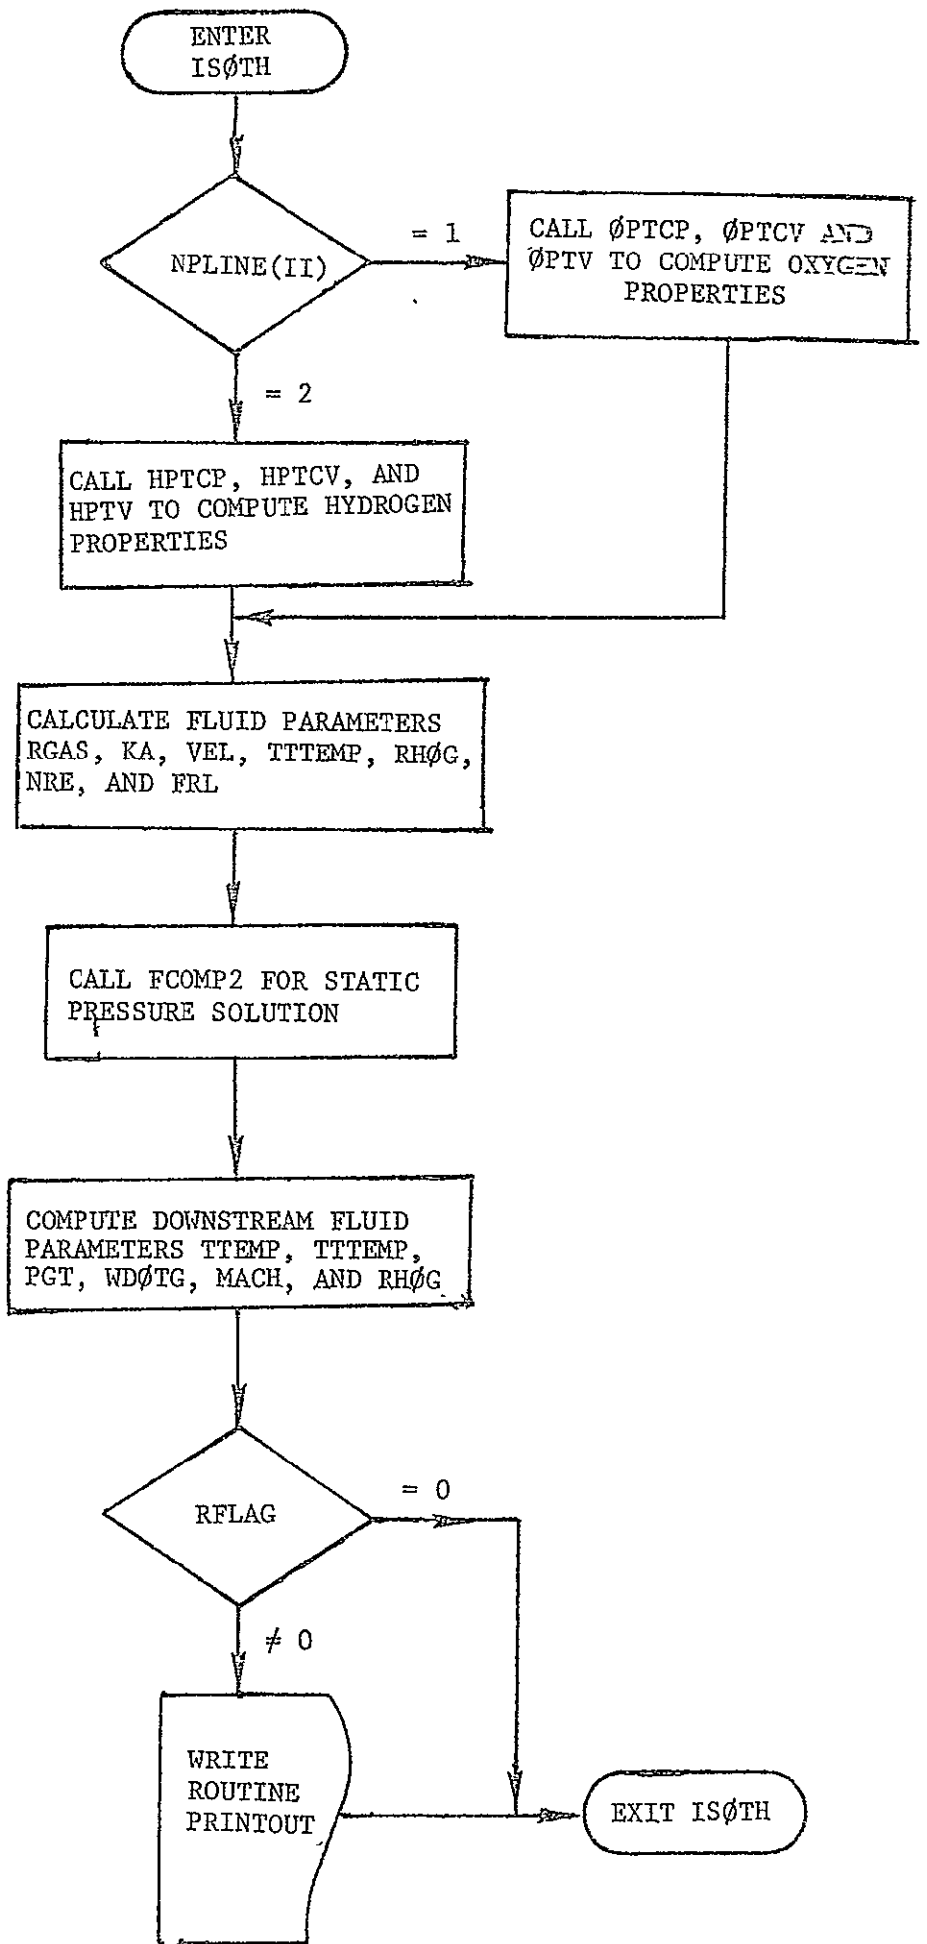 ENTER
ISØTH
NPLINE(II)
= 1
CALL ØPTCP, ØPTCV AND
ØPTV TO COMPUTE OXYGEN
PROPERTIES
= 2
CALL HPTCP, HPTCV, AND
HPTV TO COMPUTE HYDROGEN
PROPERTIES
CALCULATE FLUID PARAMETERS
RGAS, KA, VEL, TTTEMP, RHØG,
NRE, AND FRL
CALL FCOMP2 FOR STATIC
PRESSURE SOLUTION
COMPUTE DOWNSTREAM FLUID
PARAMETERS TTEMP, TTTEMP,
PGT, WDØTG, MACH, AND RHØG
RFLAG
= 0
≠ 0
WRITE
ROUTINE
PRINTOUT
EXIT ISØTH